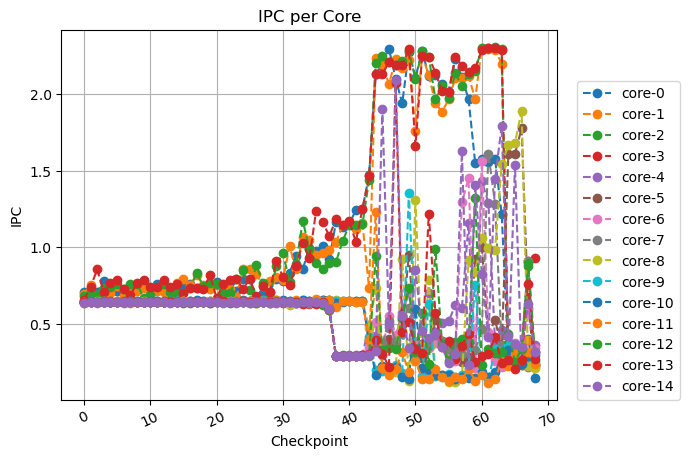 IPC per Core
IPC
2.0
1.5
1.0
0.5
0
10
20
30
40
50
60
70
Checkpoint
core-0
core-1
core-2
core-3
core-4
core-5
core-6
core-7
core-8
core-9
core-10
core-11
core-12
core-13
core-14